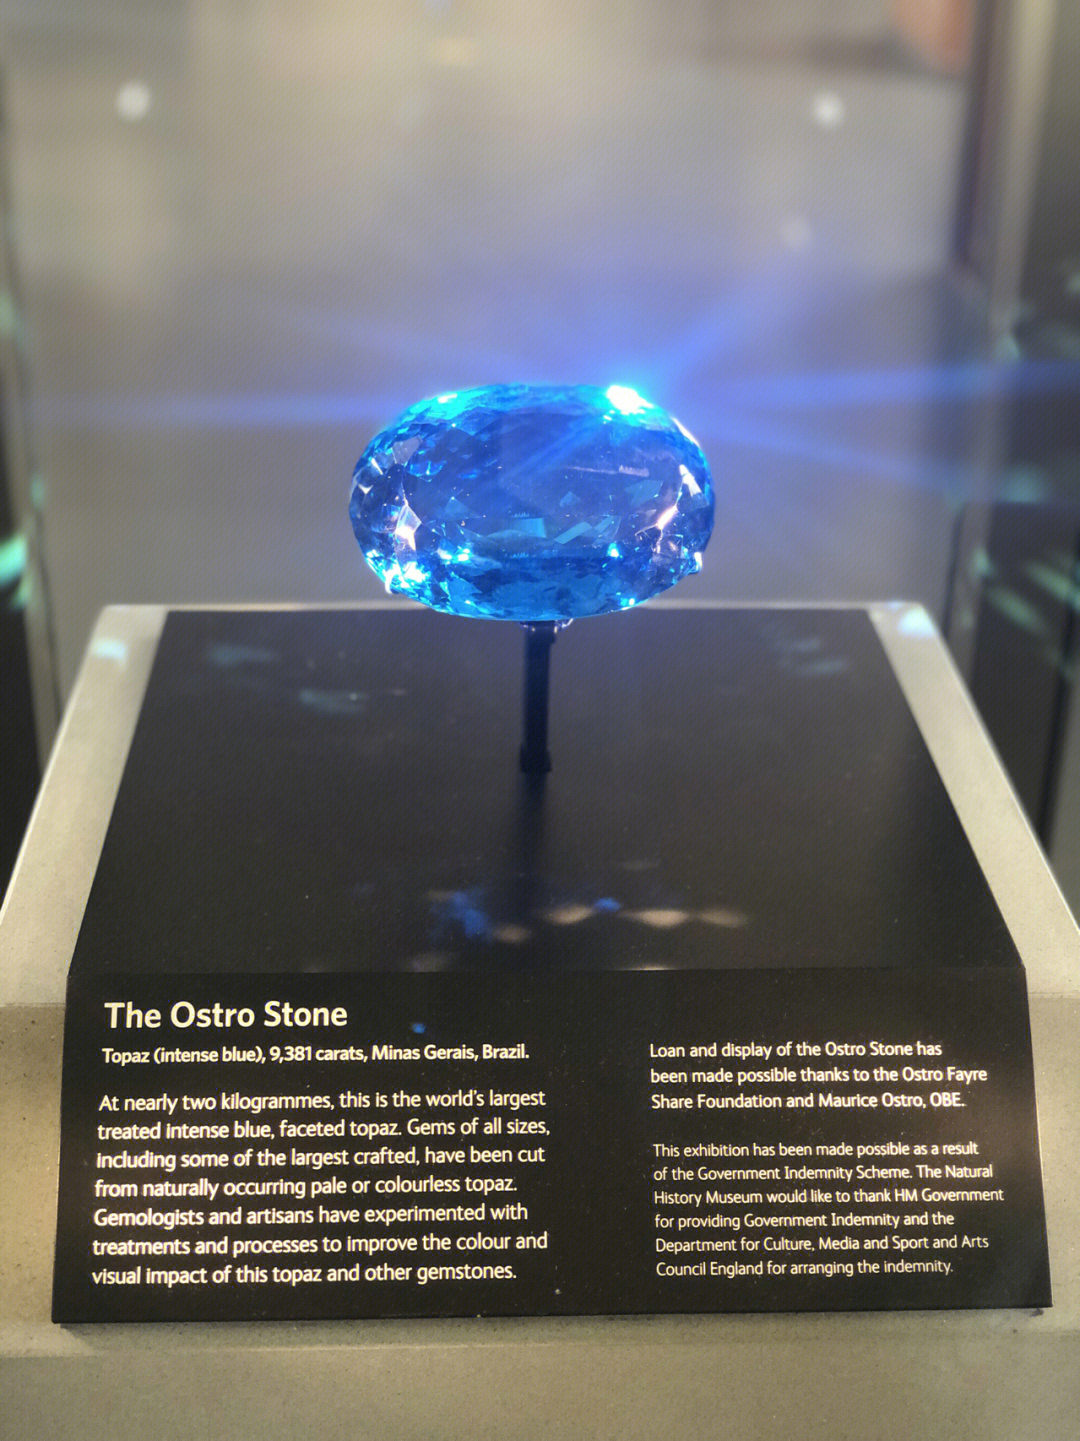 The Ostro Stone
Topaz (intense blue), 9,381 carats, Minas Gerais, Brazil.
At nearly two kilogrammes, this is the world's largest
treated intense blue, faceted topaz. Gems of all sizes,
including some of the largest crafted, have been cut
from naturally occurring pale or colourless topaz.
Gemologists and artisans have experimented with
treatments and processes to improve the colour and
visual impact of this topaz and other gemstones.
Loan and display of the Ostro Stone has
been made possible thanks to the Ostro Fayre
Share Foundation and Maurice Ostro, OBE.
This exhibition has been made possible as a result
of the Government Indemnity Scheme. The Natural
History Museum would like to thank HM Government
for providing Government Indemnity and the
Department for Culture, Media and Sport and Arts
Council England for arranging the indemnity.